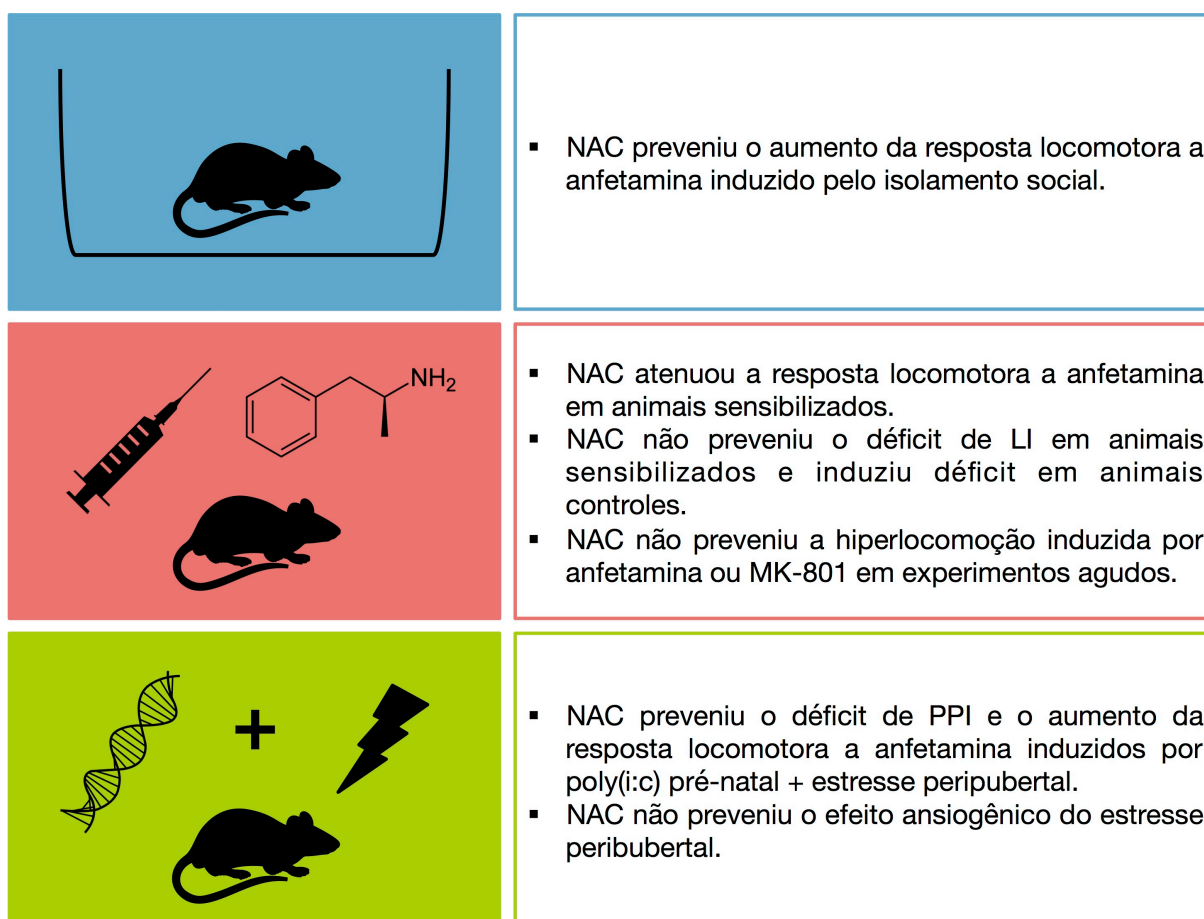 ▪ NAC preveniu o aumento da resposta locomotora a
anfetamina induzido pelo isolamento social.
NH₂
▪ NAC atenuou a resposta locomotora a anfetamina
em animais sensibilizados.
▪ NAC não preveniu o déficit de LI em animais
sensibilizados e induziu déficit em animais
controles.
▪ NAC não preveniu a hiperlocomoção induzida por
anfetamina ou MK-801 em experimentos agudos.
+
▪ NAC preveniu o déficit de PPI e o aumento da
resposta locomotora a anfetamina induzidos por
poly(i:c) pré-natal + estresse peripubertal.
▪ NAC não preveniu o efeito ansiogênico do estresse
peribubertal.